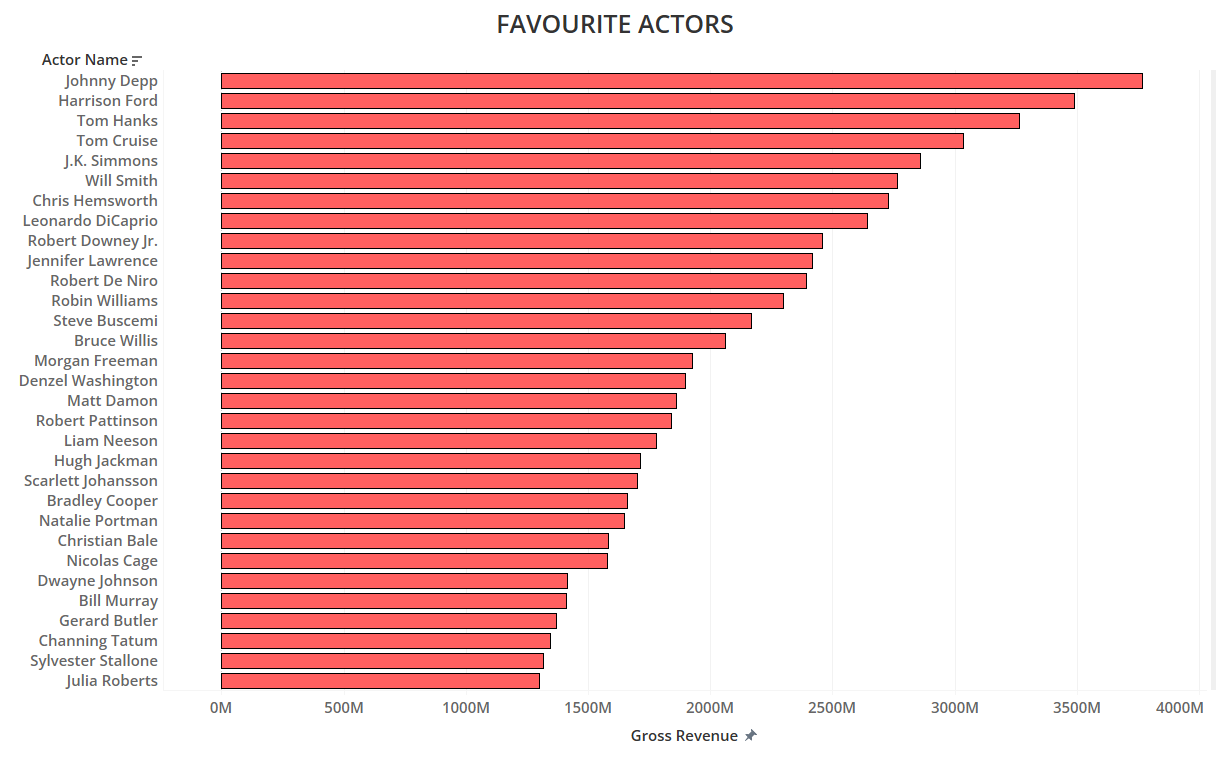 FAVOURITE ACTORS
Actor Name
Johnny Depp
Harrison Ford
Tom Hanks
Tom Cruise
J.K. Simmons
Will Smith
Chris Hemsworth
Leonardo DiCaprio
Robert Downey Jr.
Jennifer Lawrence
Robert De Niro
Robin Williams
Steve Buscemi
Bruce Willis
Morgan Freeman
Denzel Washington
Matt Damon
Robert Pattinson
Liam Neeson
Hugh Jackman
Scarlett Johansson
Bradley Cooper
Natalie Portman
Christian Bale
Nicolas Cage
Dwayne Johnson
Bill Murray
Gerard Butler
Channing Tatum
Sylvester Stallone
Julia Roberts
0M 500M 1000M 1500M 2000M 2500M 3000M 3500M 4000M
Gross Revenue